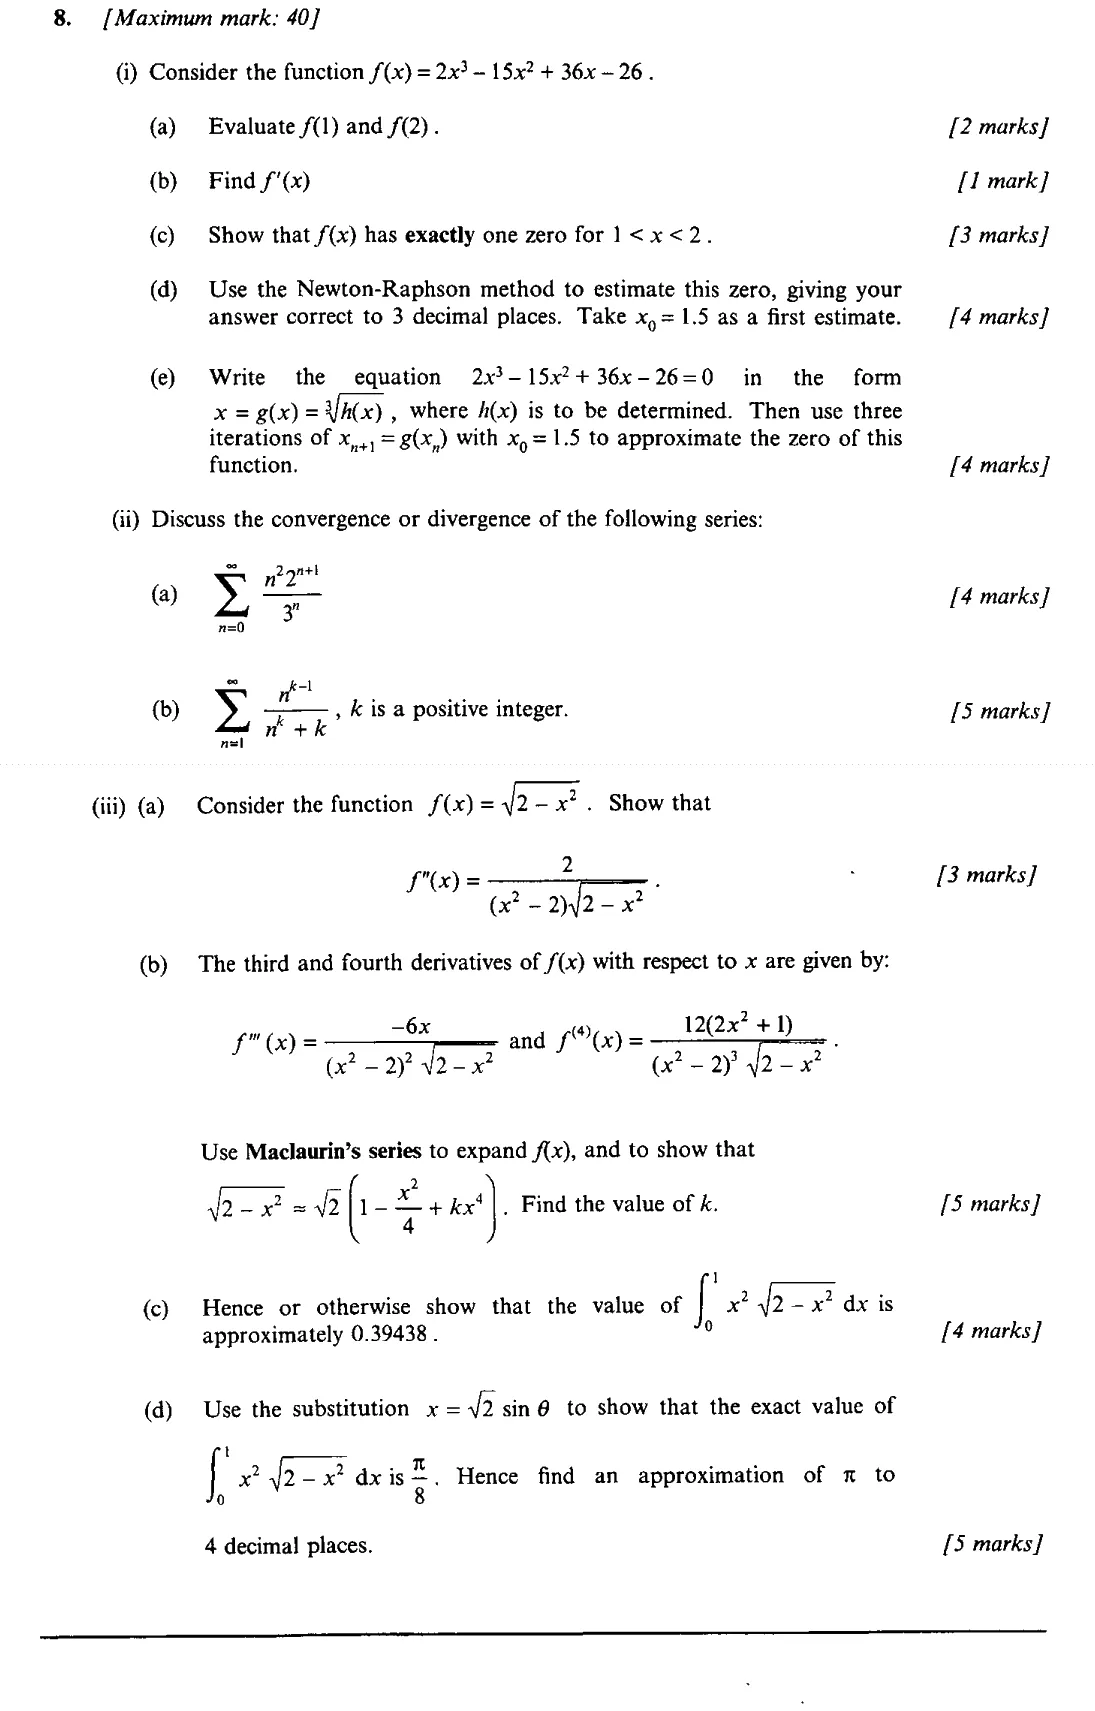 8. [Maximum mark: 40]
(i) Consider the function f(x) = 2x³ – 15x² + 36x – 26 .
(a) Evaluate f(1) and f(2) . [2 marks]
(b) Find f'(x) [1 mark]
(c) Show that f(x) has exactly one zero for 1 < x < 2 . [3 marks]
(d) Use the Newton-Raphson method to estimate this zero, giving your
answer correct to 3 decimal places. Take x₀ = 1.5 as a first estimate. [4 marks]
(e) Write the equation 2x³ – 15x² + 36x – 26 = 0 in the form
x = g(x) = ∛h(x) , where h(x) is to be determined. Then use three
iterations of xₙ₊₁ = g(xₙ) with x₀ = 1.5 to approximate the zero of this
function. [4 marks]
(ii) Discuss the convergence or divergence of the following series:
(a) ∑_{n=0}^{∞} n²2ⁿ⁺¹ / 3ⁿ [4 marks]
(b) ∑_{n=1}^{∞} n^{k–1} / (n^k + k) , k is a positive integer. [5 marks]
(iii) (a) Consider the function f(x) = √(2 – x²) . Show that
f''(x) = 2 / ((x² – 2)√(2 – x²)) . [3 marks]
(b) The third and fourth derivatives of f(x) with respect to x are given by:
f'''(x) = –6x / ((x² – 2)² √(2 – x²)) and f⁽⁴⁾(x) = 12(2x² + 1) / ((x² – 2)³ √(2 – x²)) .
Use Maclaurin's series to expand f(x), and to show that
√(2 – x²) ≈ √2 (1 – x²/4 + kx⁴) . Find the value of k. [5 marks]
(c) Hence or otherwise show that the value of ∫₀¹ x² √(2 – x²) dx is
approximately 0.39438 . [4 marks]
(d) Use the substitution x = √2 sin θ to show that the exact value of
∫₀¹ x² √(2 – x²) dx is π/8 . Hence find an approximation of π to
4 decimal places. [5 marks]